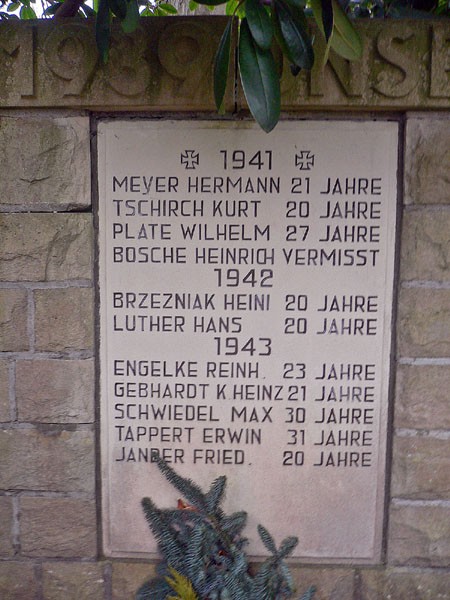 1939
1941
MEYER HERMANN 21 JAHRE
TSCHIRCH KURT 20 JAHRE
PLATE WILHELM 27 JAHRE
BOSCHE HEINRICH VERMISST
1942
BRZEZNIAK HEINI 20 JAHRE
LUTHER HANS 20 JAHRE
1943
ENGELKE REINH. 23 JAHRE
GEBHARDT K.HEINZ 21 JAHRE
SCHWIEDEL MAX 30 JAHRE
TAPPERT ERWIN 31 JAHRE
JANDER FRIED. 20 JAHRE